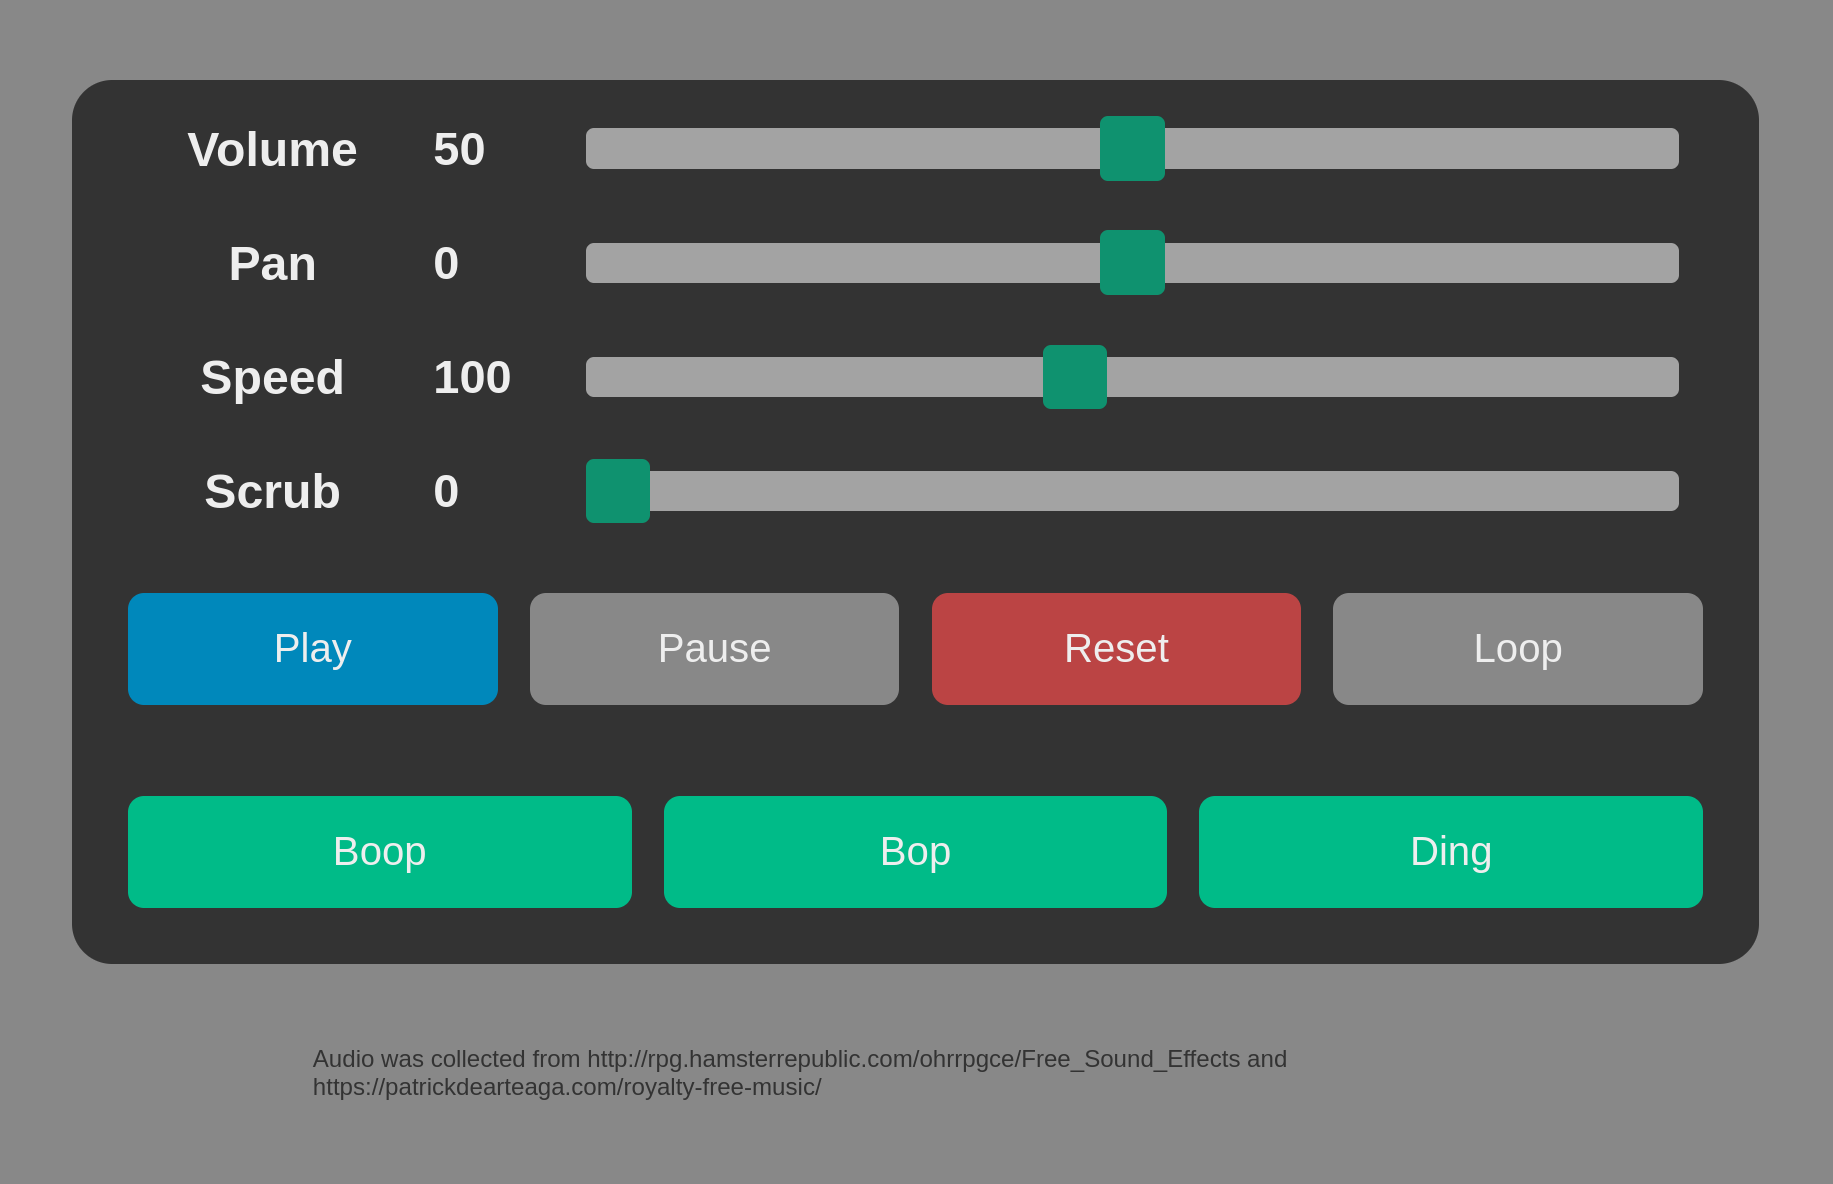 Volume 50
Pan 0
Speed 100
Scrub 0
Play Pause Reset Loop
Boop Bop Ding
Audio was collected from http://rpg.hamsterrepublic.com/ohrrpgce/Free_Sound_Effects and
https://patrickdearteaga.com/royalty-free-music/